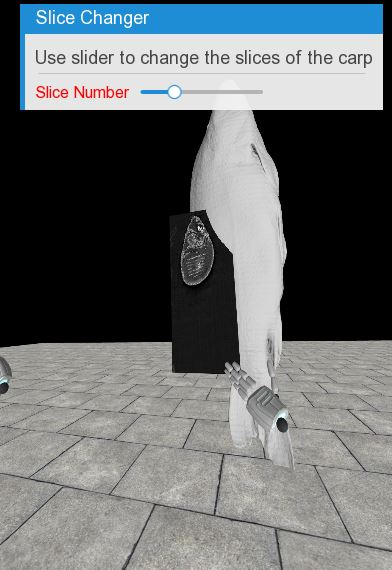 Slice Changer
Use slider to change the slices of the carp
Slice Number